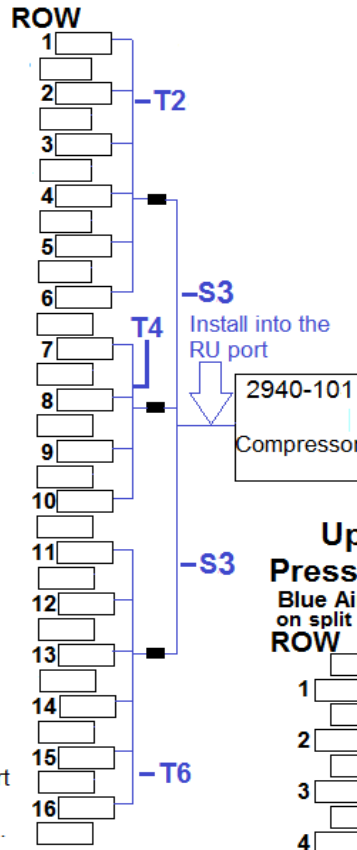 ROW
1
2
–T2
3
4
5
6
–S3
Install into the
RU port
T4
7
8
9
10
2940-101
Compressor
11
12
13
14
15
16
–S3
– T6
Up
Press
Blue Ai
on split
ROW
1
2
3
4
rt
.